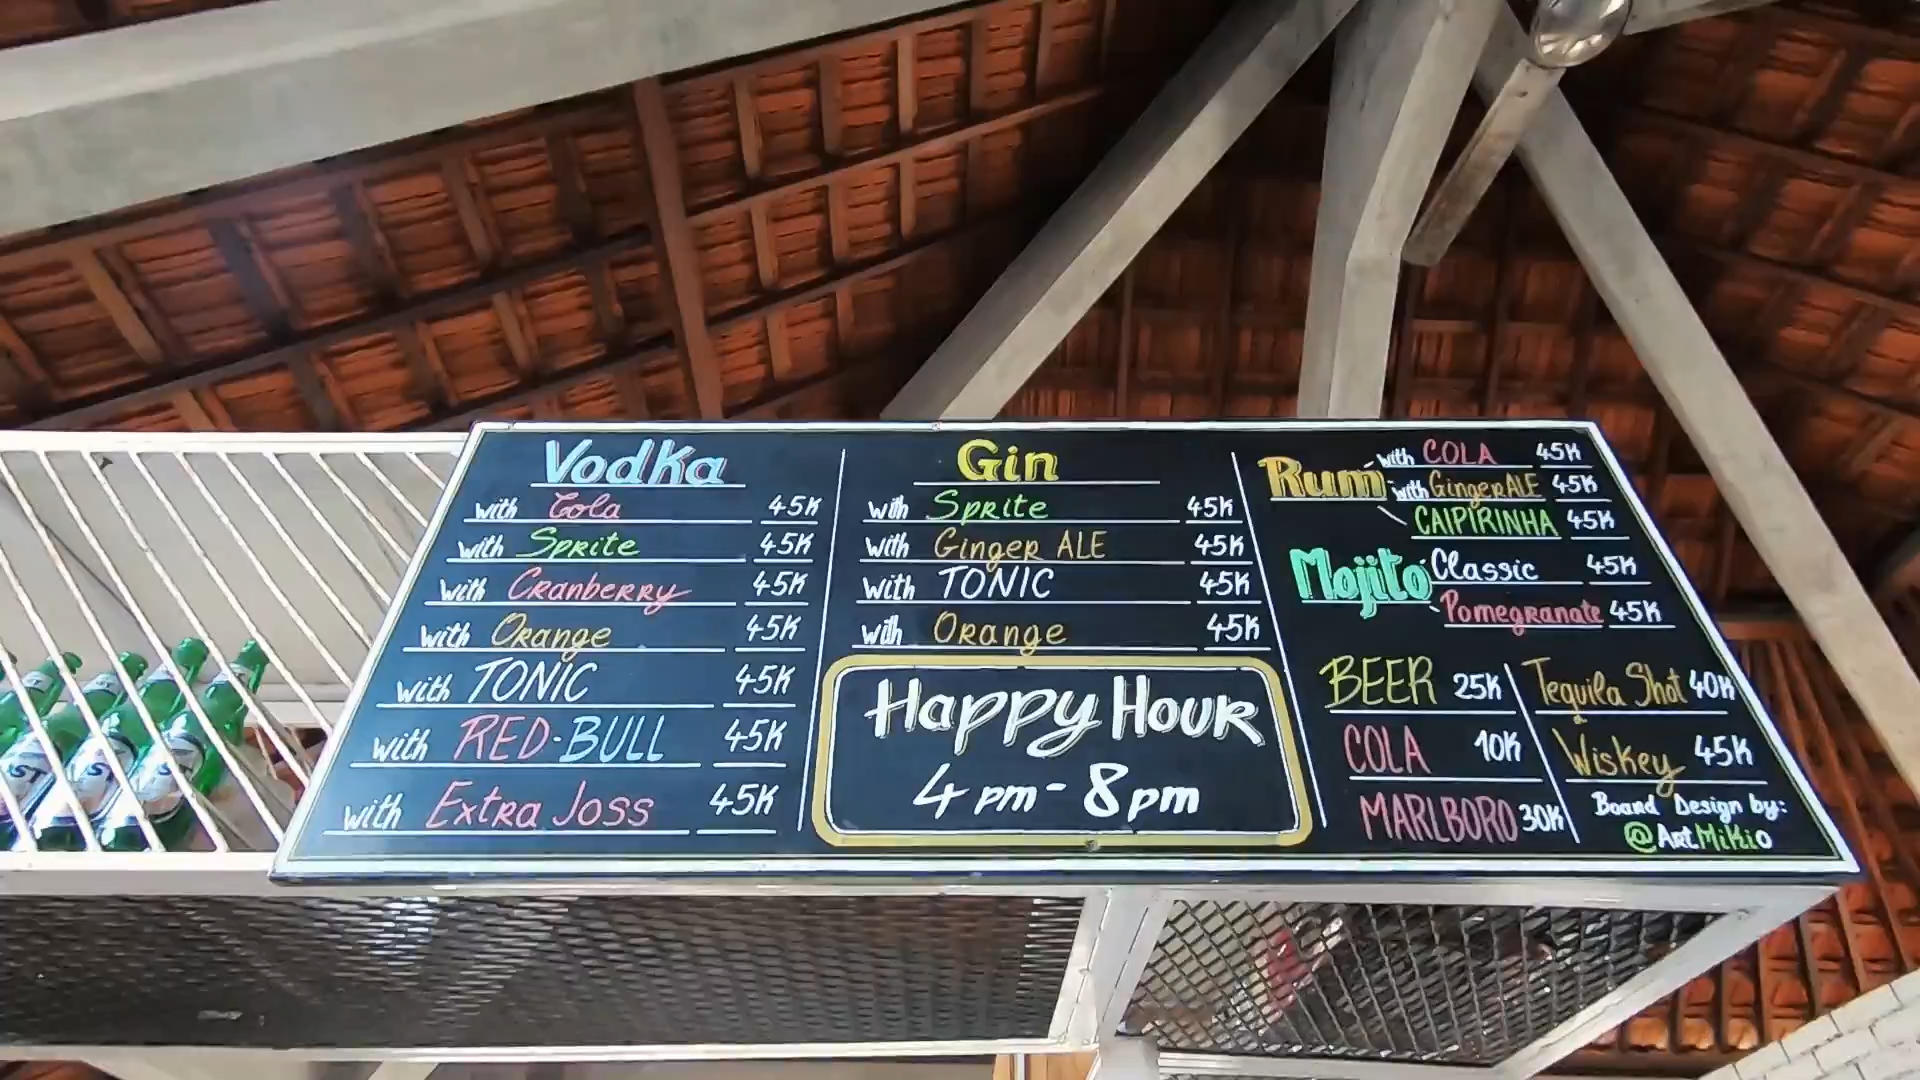 Vodka
with Cola 45K
with Sprite 45K
with Cranberry 45K
with Orange 45K
with TONIC 45K
with RED-BULL 45K
with Extra Joss 45K
Gin
with Sprite 45K
with Ginger ALE 45K
with TONIC 45K
with Orange 45K
Happy Hour
4 pm - 8 pm
Rum with COLA 45K
with Ginger ALE 45K
CAIPIRINHA 45K
Mojito Classic 45K
Pomegranate 45K
BEER 25K
COLA 10K
MARLBORO 30K
Tequila Shot 40K
Wiskey 45K
Board Design by:
@ArtMiKio